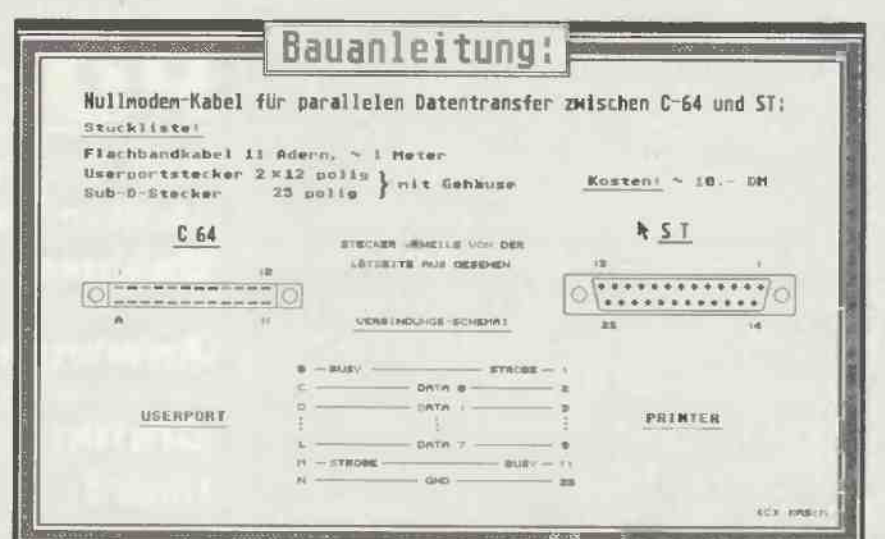 Bauanleitung:
Nullmodem-Kabel für parallelen Datentransfer zwischen C-64 und ST:
Stückliste:
Flachbandkabel 11 Adern, ~ 1 Meter
Userportstecker 2×12 polig
Sub-D-Stecker 25 polig
} mit Gehäuse
Kosten: ~ 10.- DM
C 64
STECKER JEWEILS VON DER
LÖTSEITE AUS GESEHEN
ST
1 12
13 1
A N
25 14
VERBINDUNGS-SCHEMA:
B — BUSY — STROBE — 1
C — DATA 0 — 2
D — DATA 1 — 3
L — DATA 7 — 9
M — STROBE — BUSY — 11
N — GND — 25
USERPORT
PRINTER